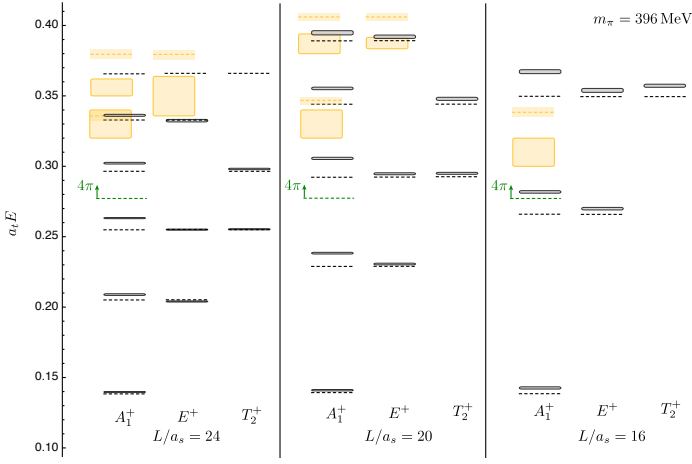 m_π = 396 MeV
a_t E
0.40
0.35
0.30
0.25
0.20
0.15
0.10
4π 4π 4π
A_1^+ E^+ T_2^+ A_1^+ E^+ T_2^+ A_1^+ E^+ T_2^+
L/a_s = 24 L/a_s = 20 L/a_s = 16